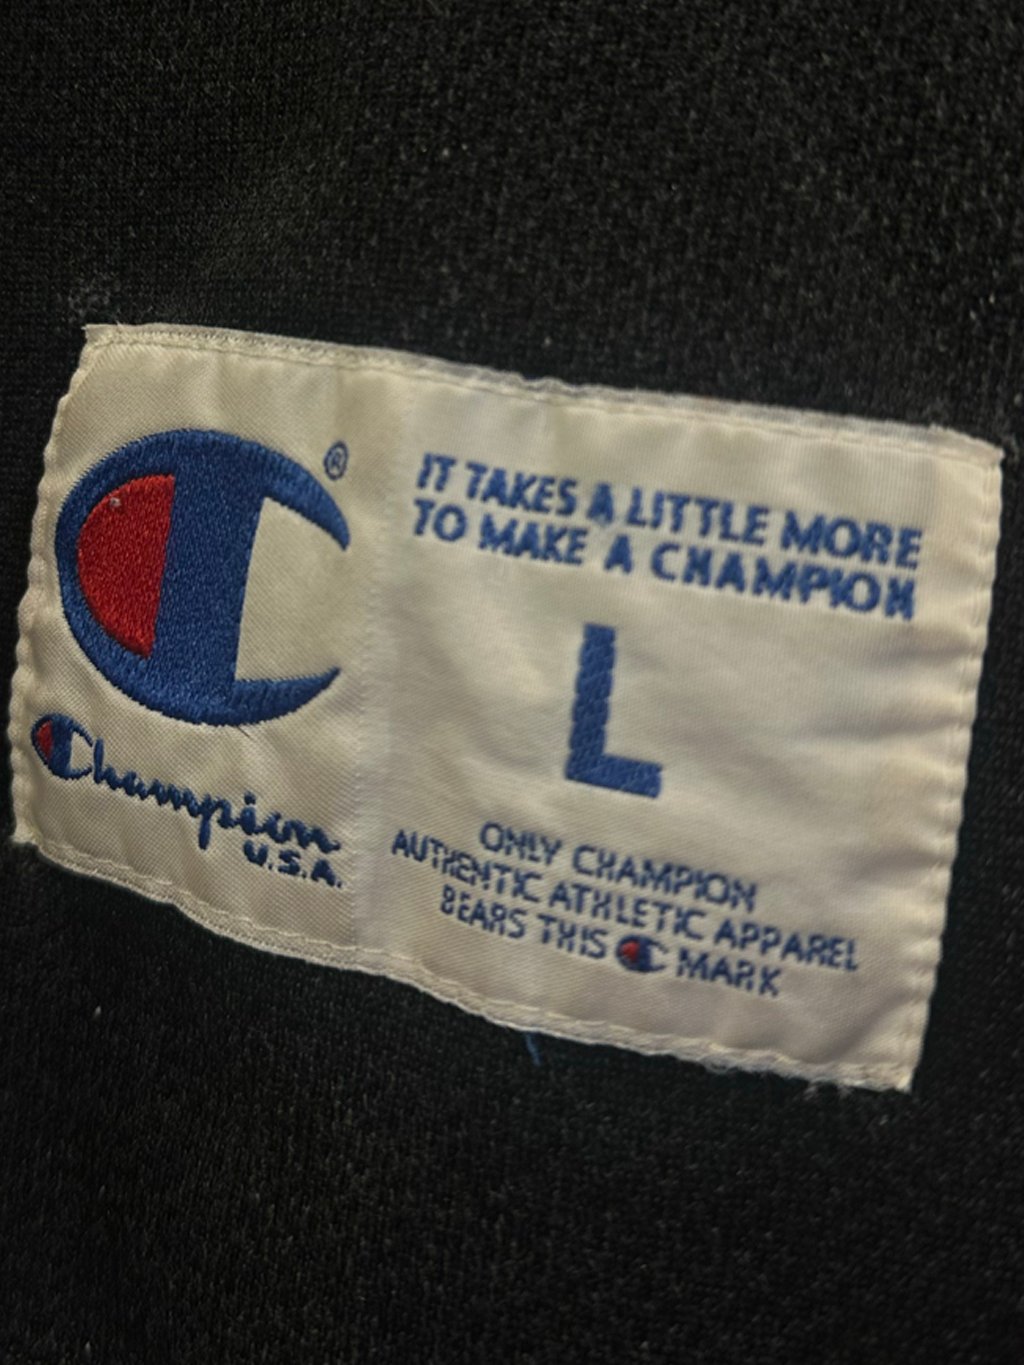 ®
Champion
U.S.A.
IT TAKES A LITTLE MORE
TO MAKE A CHAMPION
L
ONLY CHAMPION
AUTHENTIC ATHLETIC APPAREL
BEARS THIS C MARK